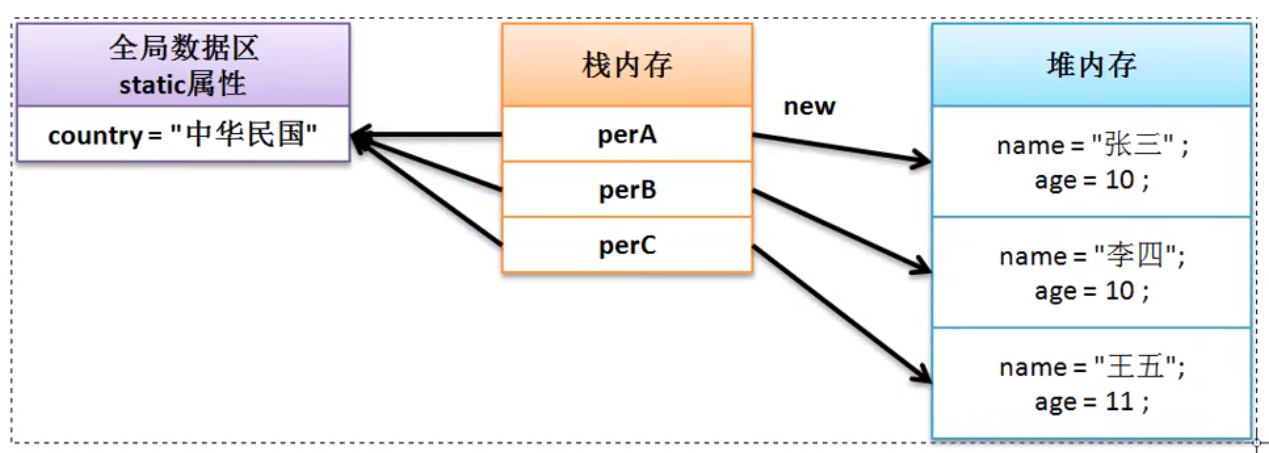 全局数据区
static属性
country = "中华民国"
栈内存
perA
perB
perC
new
堆内存
name = "张三" ;
age = 10 ;
name = "李四";
age = 10 ;
name = "王五";
age = 11 ;